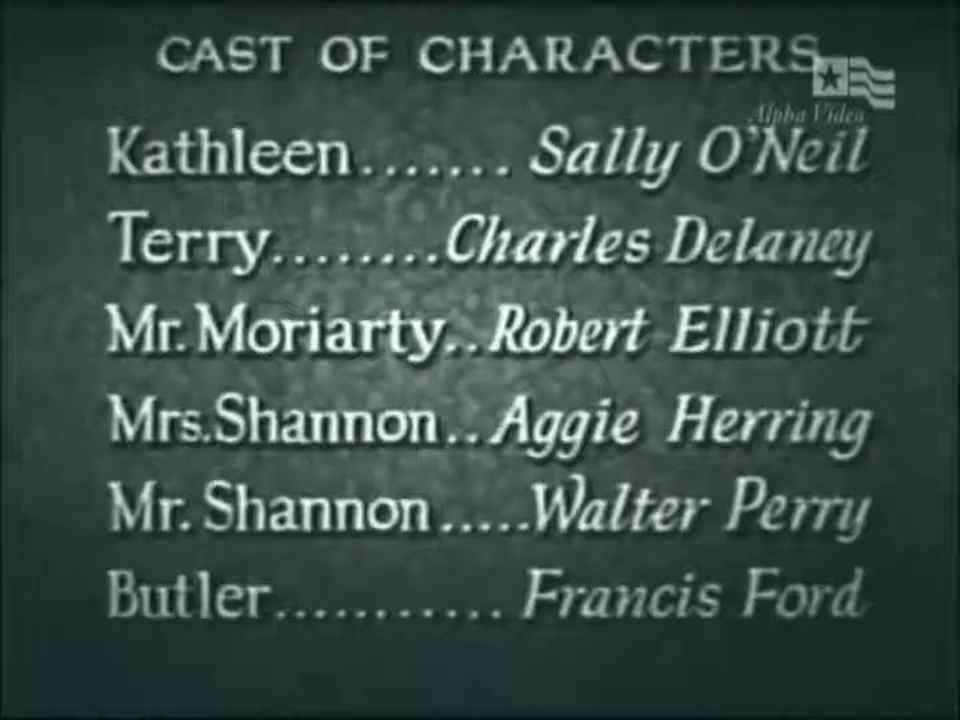 CAST OF CHARACTERS
Alpha Video
Kathleen....... Sally O'Neil
Terry........Charles Delaney
Mr. Moriarty..Robert Elliott
Mrs.Shannon..Aggie Herring
Mr. Shannon.....Walter Perry
Butler........... Francis Ford